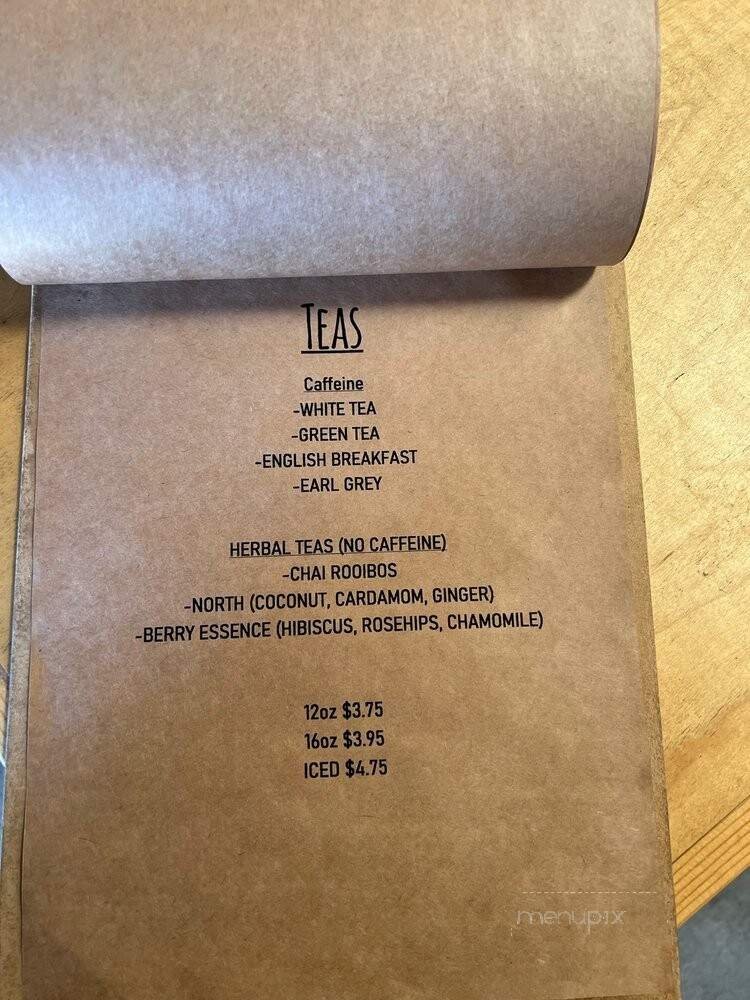 TEAS
Caffeine
-WHITE TEA
-GREEN TEA
-ENGLISH BREAKFAST
-EARL GREY
HERBAL TEAS (NO CAFFEINE)
-CHAI ROOIBOS
-NORTH (COCONUT, CARDAMOM, GINGER)
-BERRY ESSENCE (HIBISCUS, ROSEHIPS, CHAMOMILE)
12oz $3.75
16oz $3.95
ICED $4.75
menupix